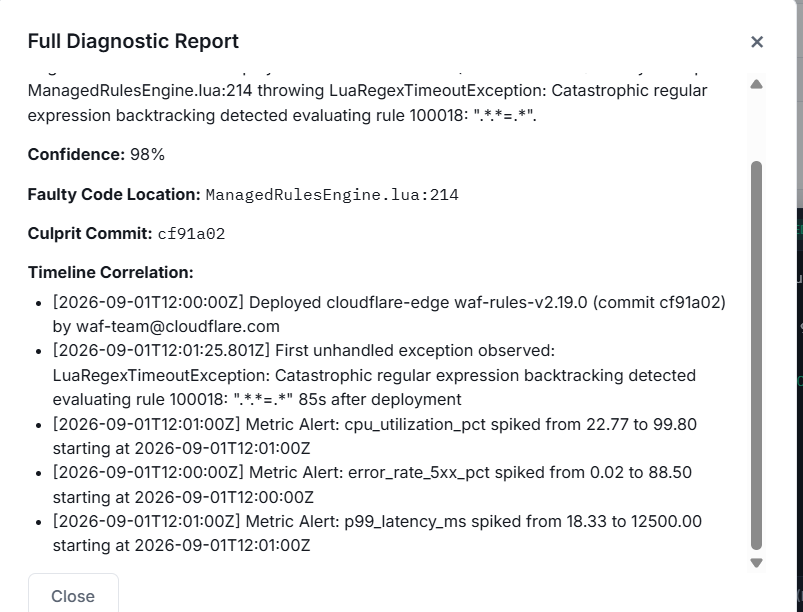 Full Diagnostic Report
×
ManagedRulesEngine.lua:214 throwing LuaRegexTimeoutException: Catastrophic regular
expression backtracking detected evaluating rule 100018: ".*.*=.*".
Confidence: 98%
Faulty Code Location: ManagedRulesEngine.lua:214
Culprit Commit: cf91a02
Timeline Correlation:
• [2026-09-01T12:00:00Z] Deployed cloudflare-edge waf-rules-v2.19.0 (commit cf91a02)
by waf-team@cloudflare.com
• [2026-09-01T12:01:25.801Z] First unhandled exception observed:
LuaRegexTimeoutException: Catastrophic regular expression backtracking detected
evaluating rule 100018: ".*.*=.*" 85s after deployment
• [2026-09-01T12:01:00Z] Metric Alert: cpu_utilization_pct spiked from 22.77 to 99.80
starting at 2026-09-01T12:01:00Z
• [2026-09-01T12:00:00Z] Metric Alert: error_rate_5xx_pct spiked from 0.02 to 88.50
starting at 2026-09-01T12:00:00Z
• [2026-09-01T12:01:00Z] Metric Alert: p99_latency_ms spiked from 18.33 to 12500.00
starting at 2026-09-01T12:01:00Z
Close